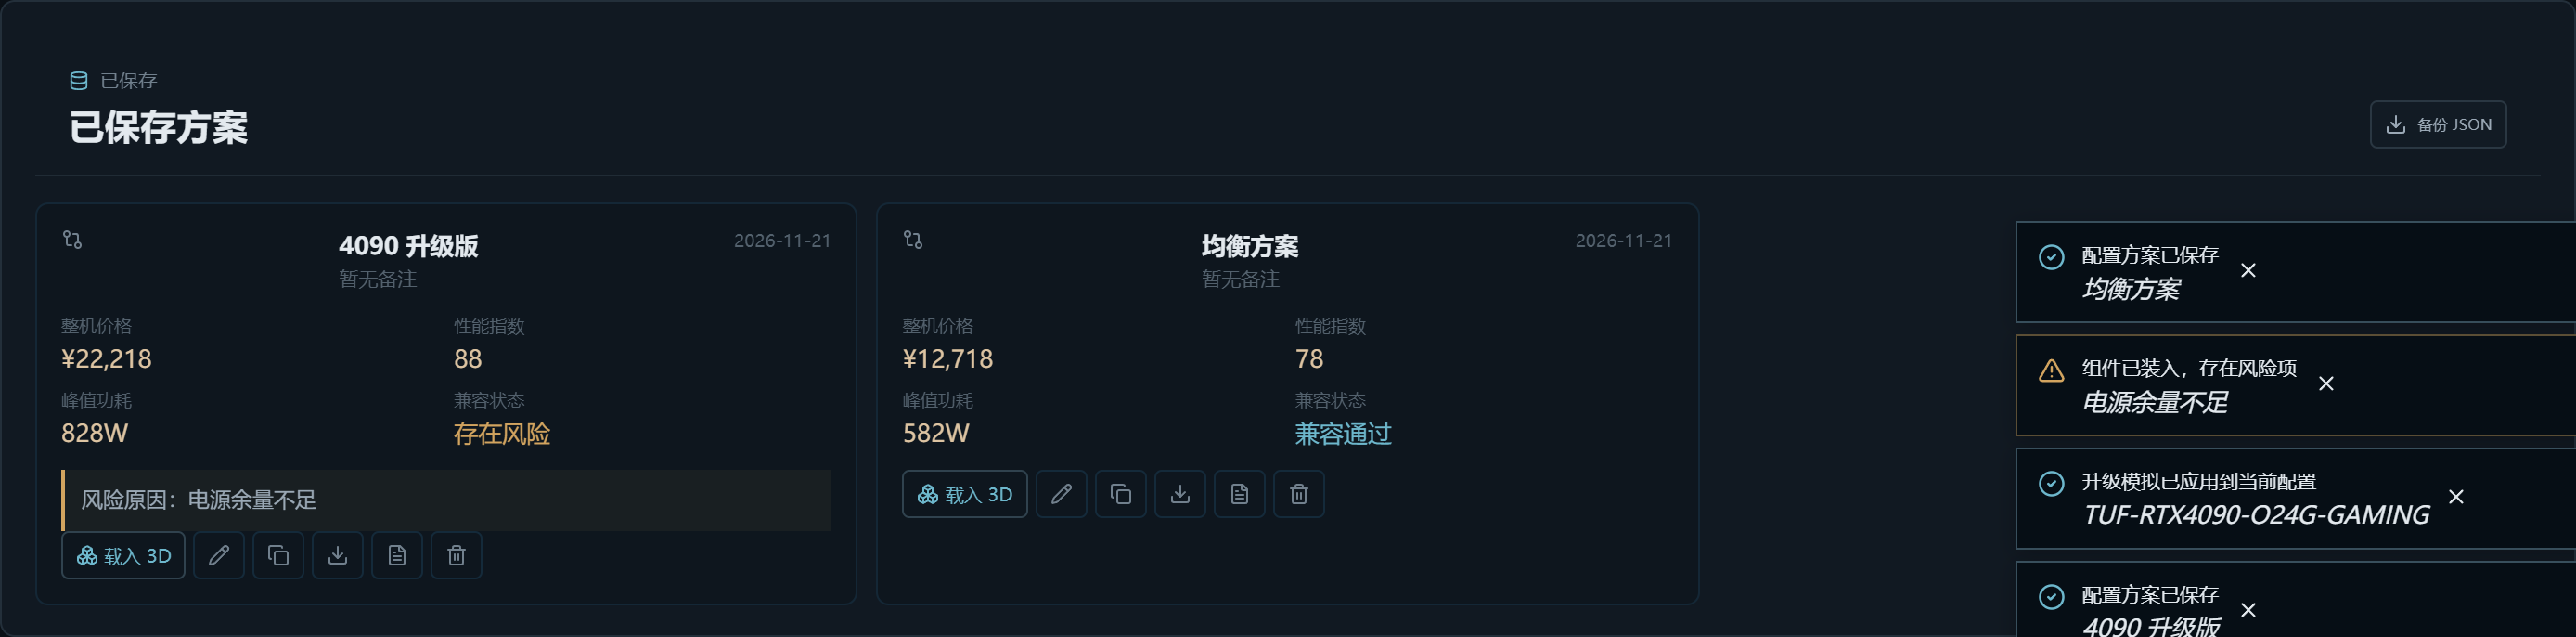 已保存
已保存方案
备份 JSON
4090 升级版
2026-11-21
暂无备注
整机价格
性能指数
¥22,218
88
峰值功耗
兼容状态
828W
存在风险
风险原因：电源余量不足
载入 3D
均衡方案
2026-11-21
暂无备注
整机价格
性能指数
¥12,718
78
峰值功耗
兼容状态
582W
兼容通过
载入 3D
配置方案已保存
均衡方案
组件已装入，存在风险项
电源余量不足
升级模拟已应用到当前配置
TUF-RTX4090-O24G-GAMING
配置方案已保存
4090 升级版